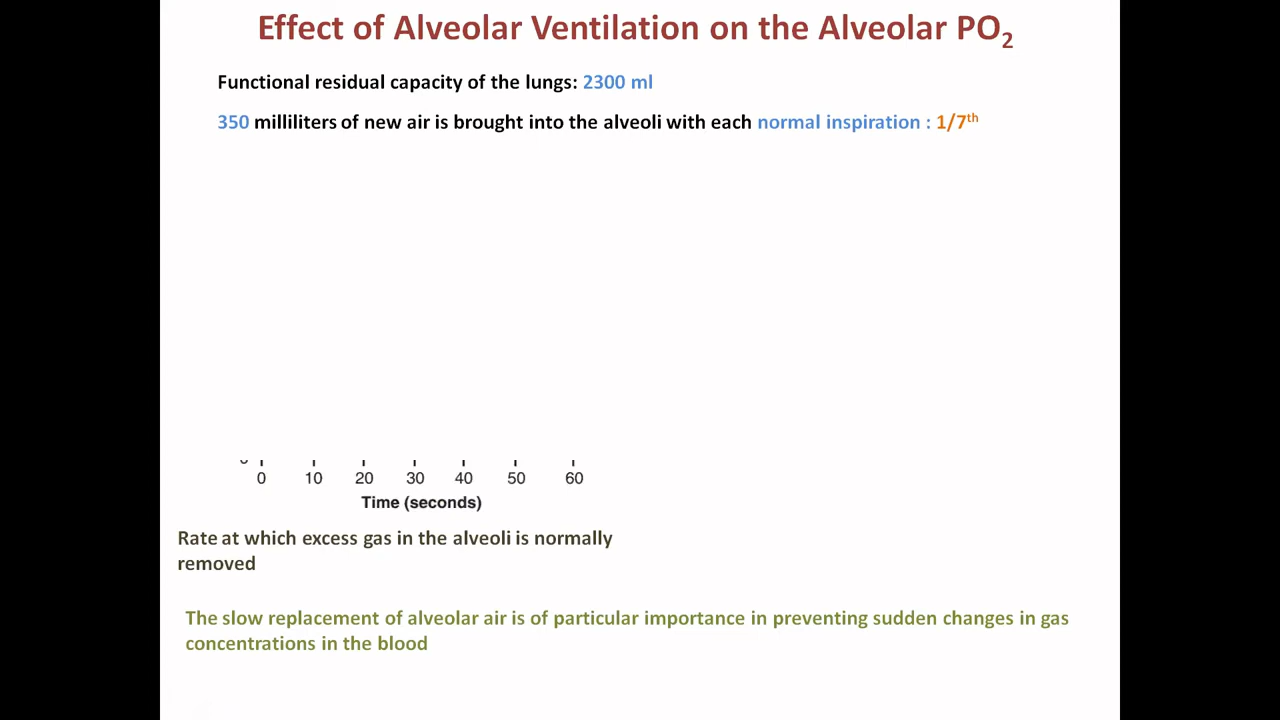 Effect of Alveolar Ventilation on the Alveolar PO₂
Functional residual capacity of the lungs: 2300 ml
350 milliliters of new air is brought into the alveoli with each normal inspiration : 1/7ᵗʰ
0 10 20 30 40 50 60
Time (seconds)
Rate at which excess gas in the alveoli is normally
removed
The slow replacement of alveolar air is of particular importance in preventing sudden changes in gas
concentrations in the blood